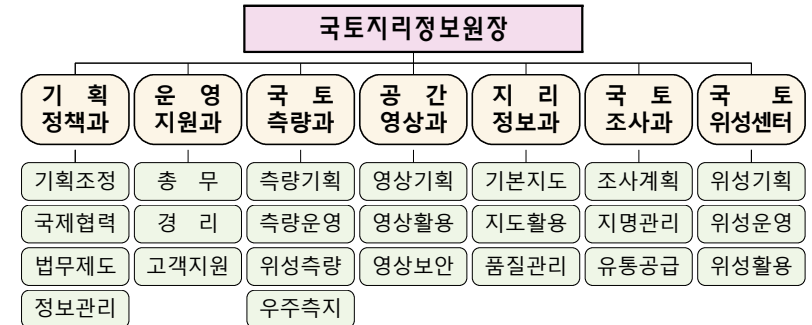 국토지리정보원장
기 획
정책과
운 영
지원과
국 토
측량과
공 간
영상과
지 리
정보과
국 토
조사과
국 토
위성센터
기획조정 총 무 측량기획 영상기획 기본지도 조사계획 위성기획
국제협력 경 리 측량운영 영상활용 지도활용 지명관리 위성운영
법무제도 고객지원 위성측량 영상보안 품질관리 유통공급 위성활용
정보관리 우주측지